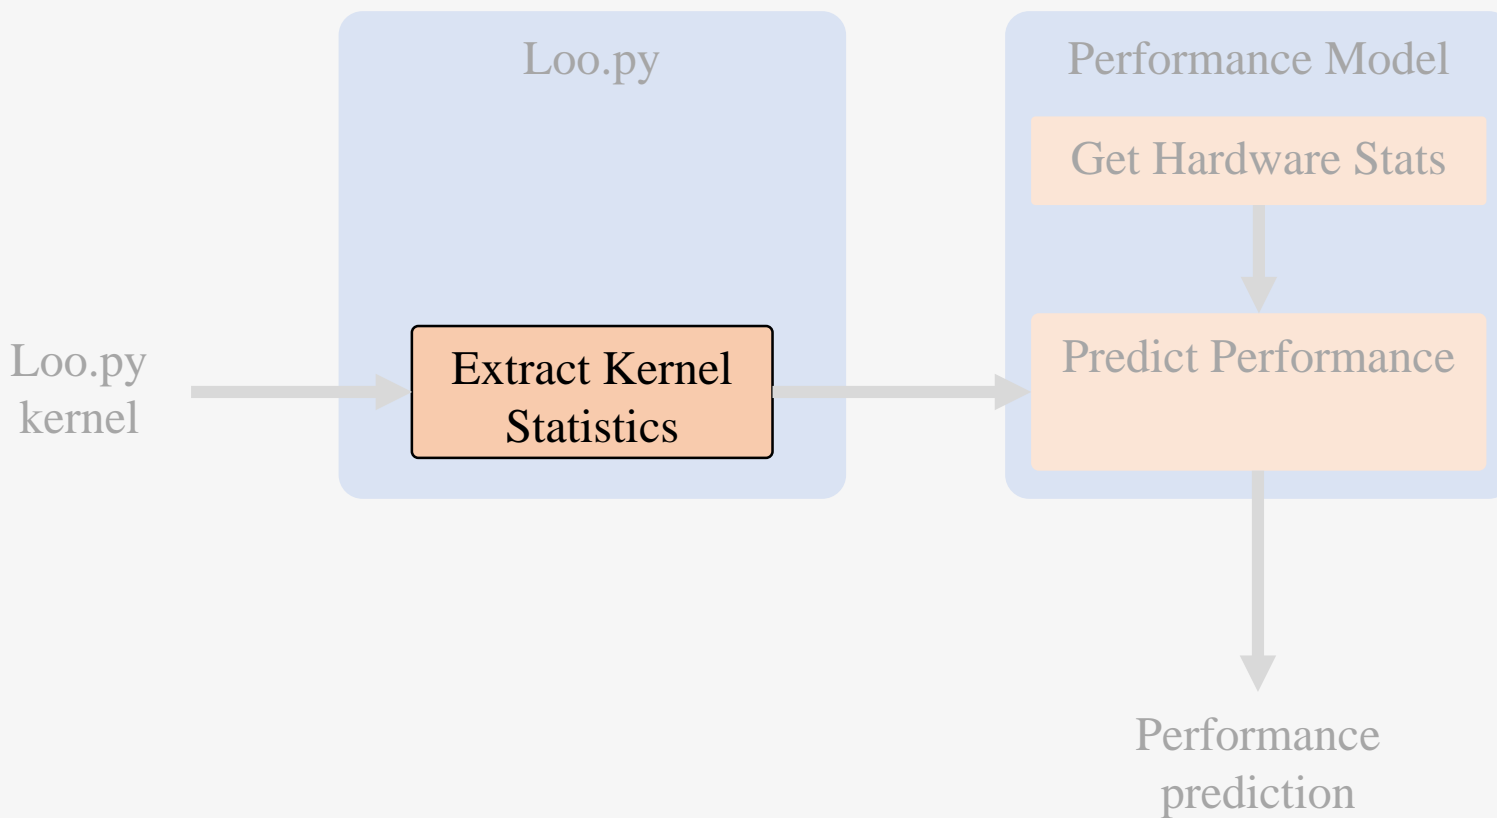 Loo.py
Performance Model
Get Hardware Stats
Loo.py
kernel
Extract Kernel
Statistics
Predict Performance
Performance
prediction